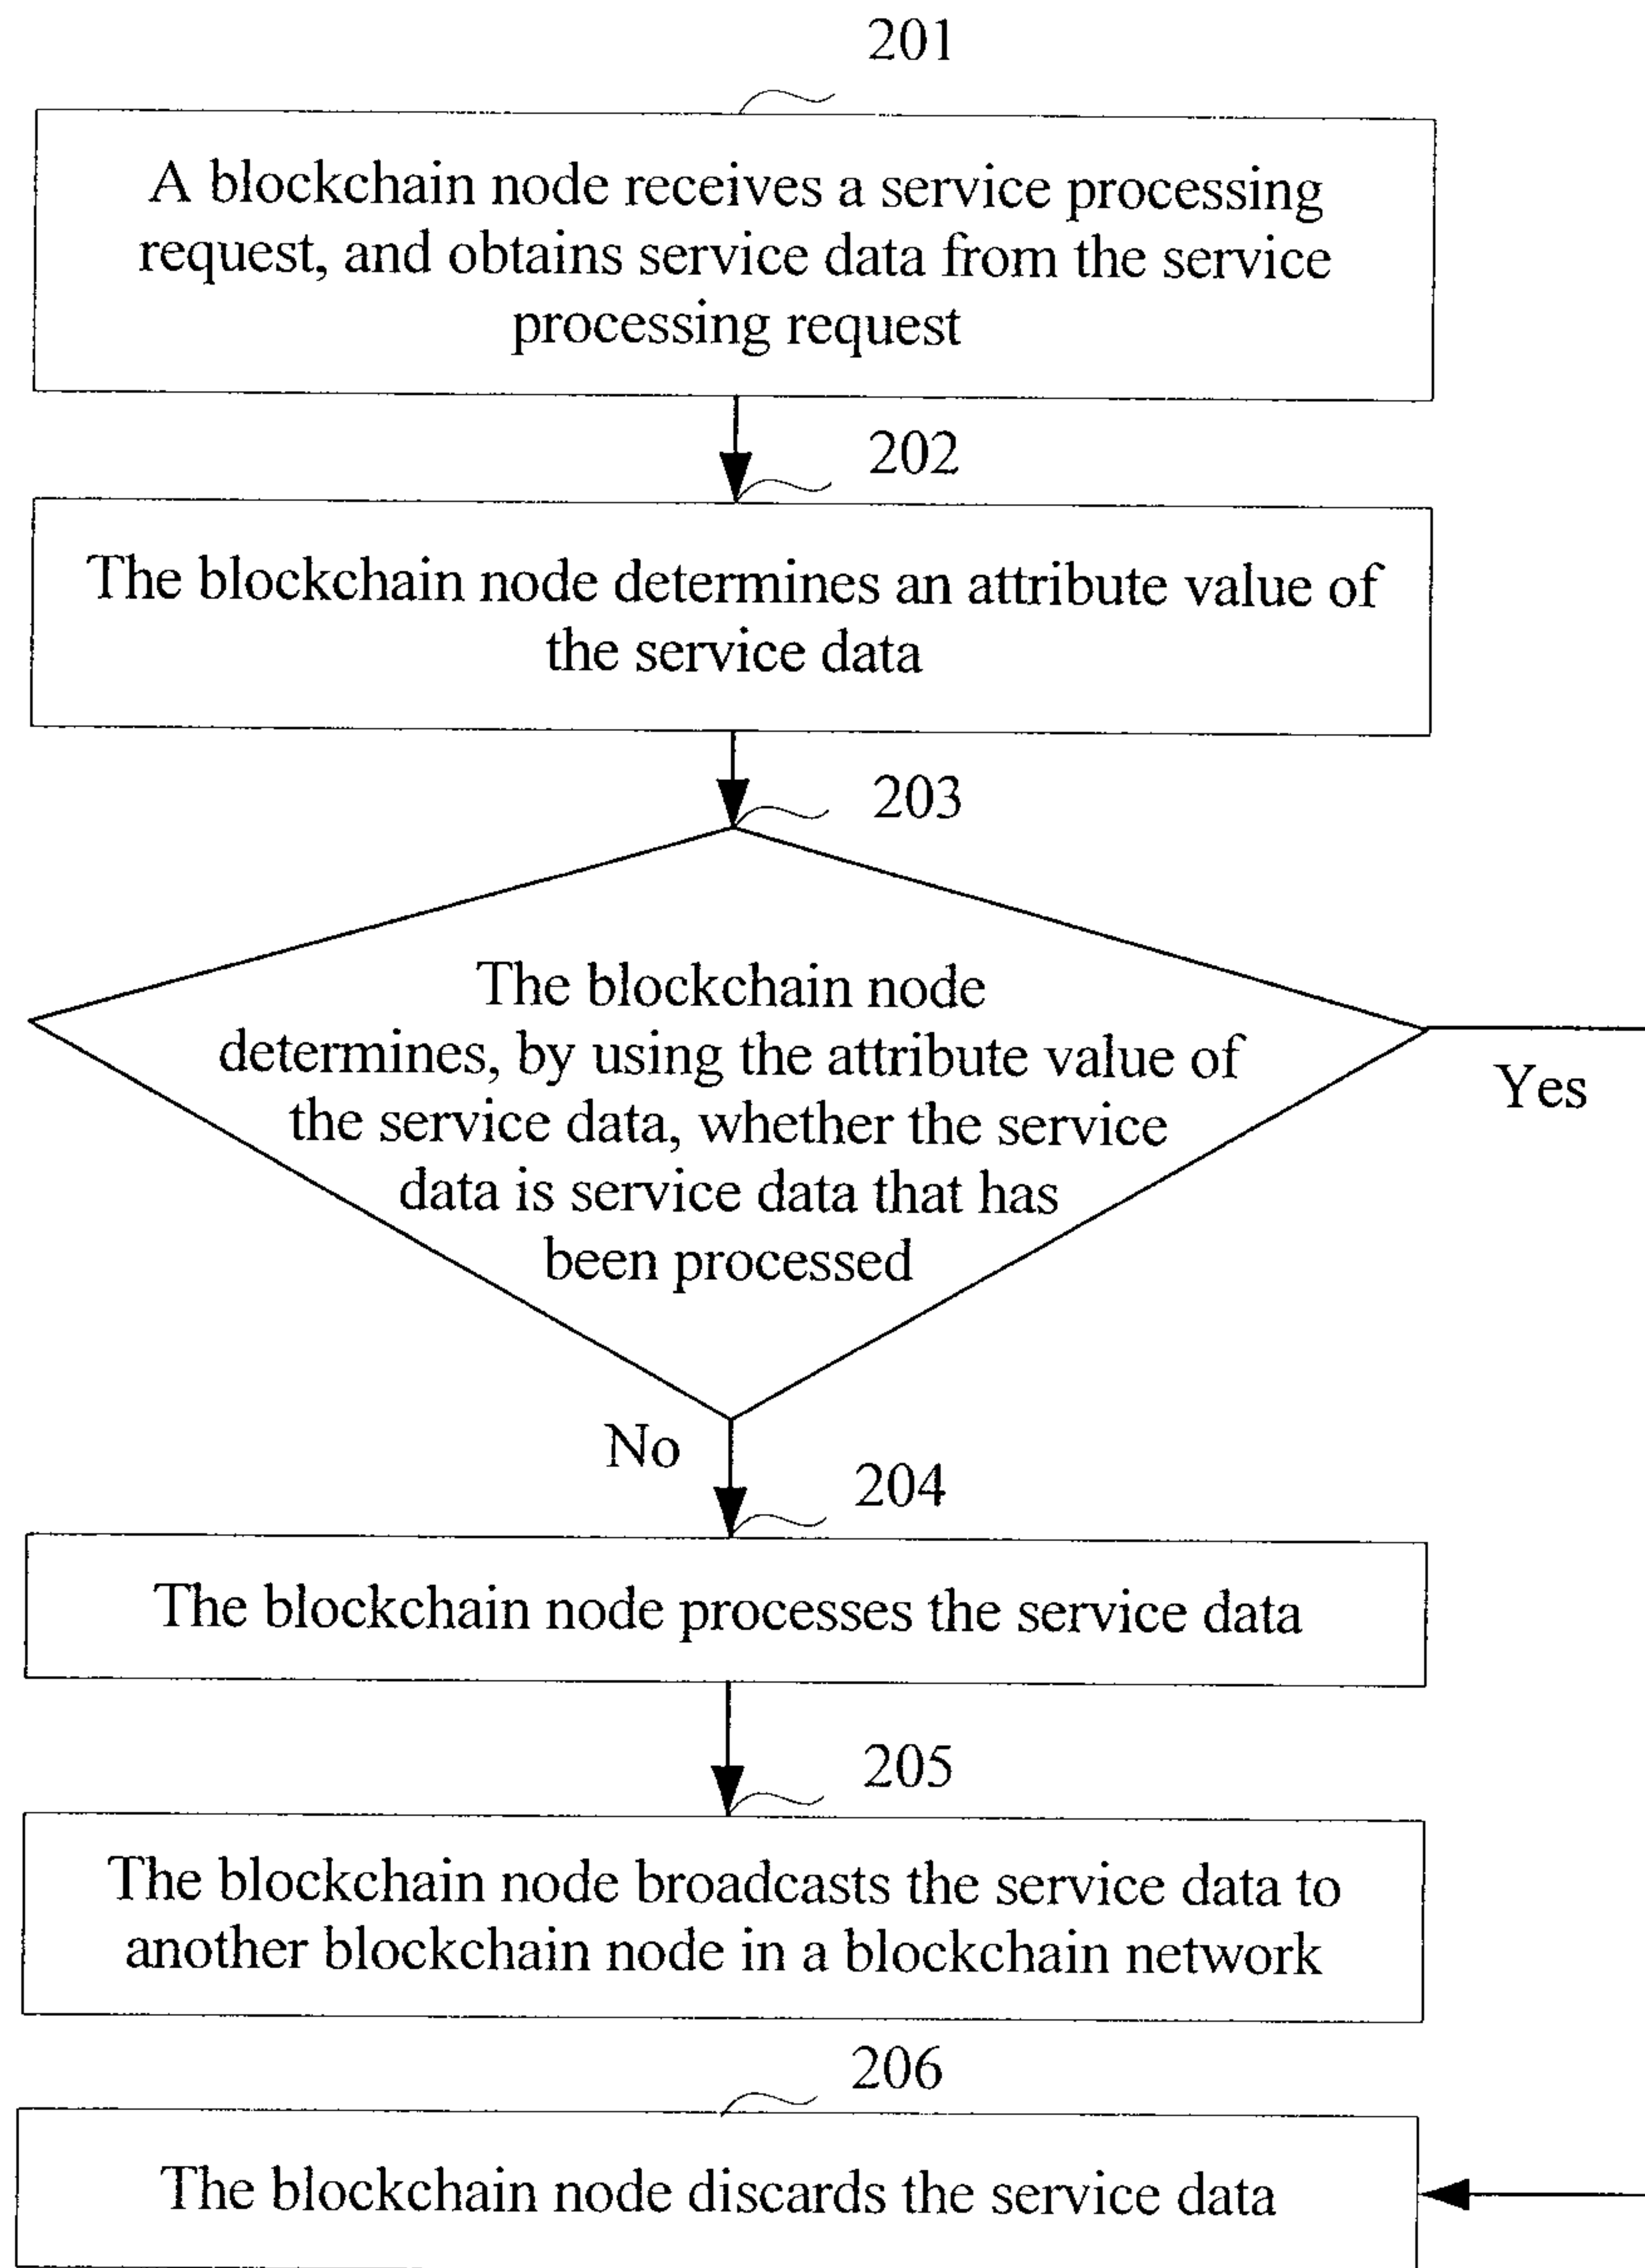 201
A blockchain node receives a service processing
request, and obtains service data from the service
processing request
202
The blockchain node determines an attribute value of
the service data
203
The blockchain node
determines, by using the attribute value of
the service data, whether the service
data is service data that has
been processed
Yes
No
204
The blockchain node processes the service data
205
The blockchain node broadcasts the service data to
another blockchain node in a blockchain network
206
The blockchain node discards the service data